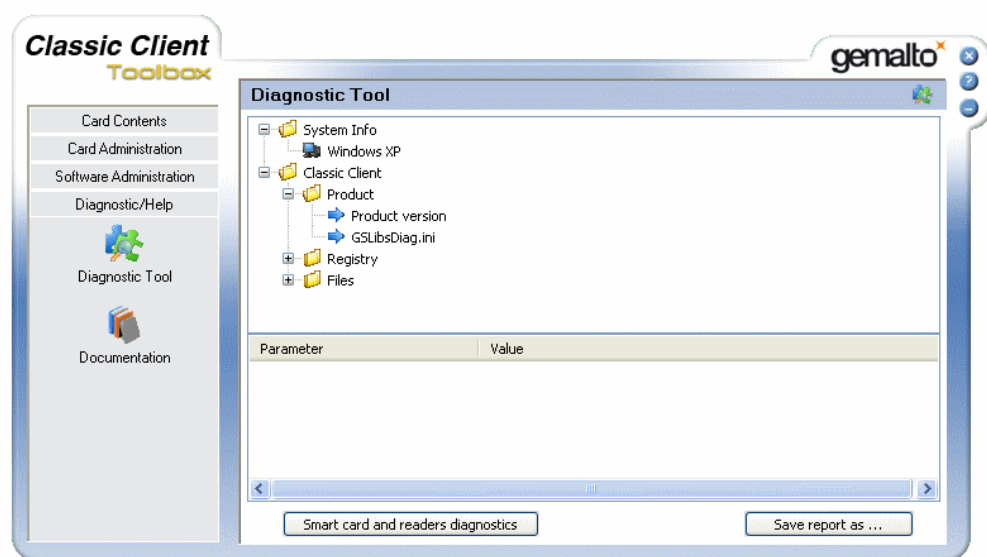 Classic Client
Toolbox
gemalto
Diagnostic Tool
Card Contents
Card Administration
Software Administration
Diagnostic/Help
Diagnostic Tool
Documentation
System Info
Windows XP
Classic Client
Product
Product version
GSLibsDiag.ini
Registry
Files
Parameter Value
Smart card and readers diagnostics
Save report as ...